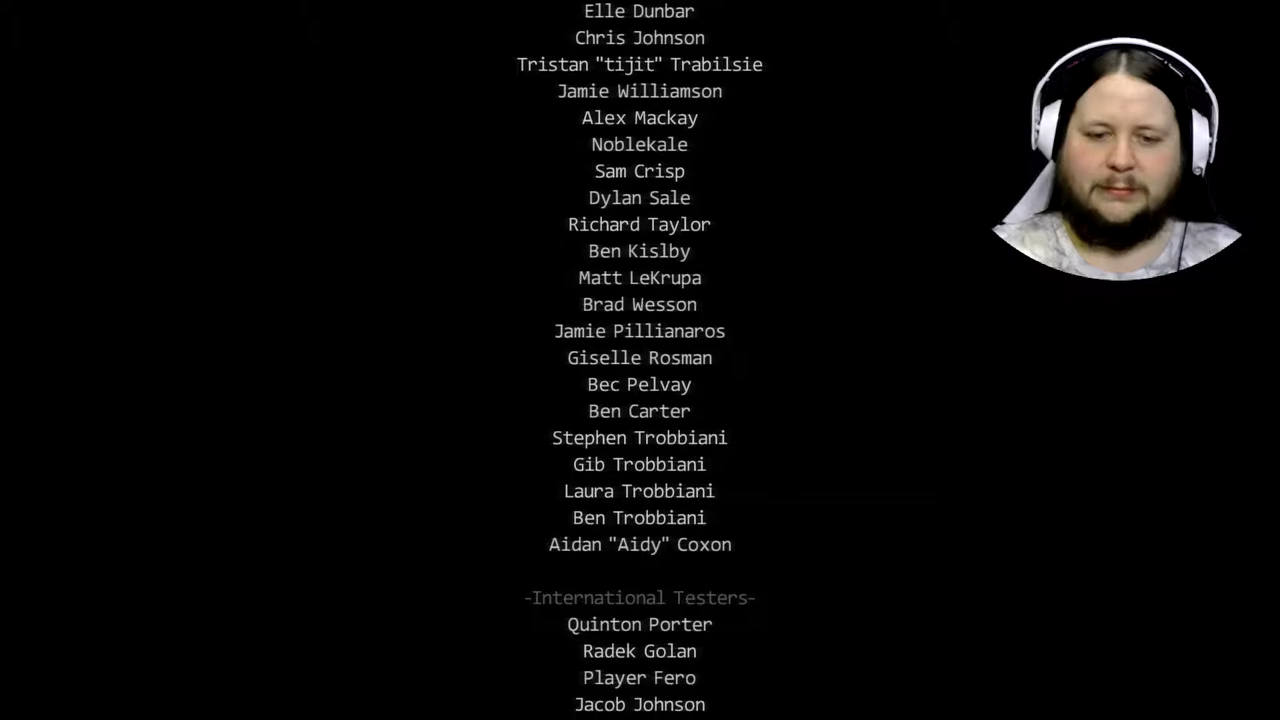 Elle Dunbar
Chris Johnson
Tristan "tijit" Trabilsie
Jamie Williamson
Alex Mackay
Noblekale
Sam Crisp
Dylan Sale
Richard Taylor
Ben Kislby
Matt LeKrupa
Brad Wesson
Jamie Pillianaros
Giselle Rosman
Bec Pelvay
Ben Carter
Stephen Trobbiani
Gib Trobbiani
Laura Trobbiani
Ben Trobbiani
Aidan "Aidy" Coxon
-International Testers-
Quinton Porter
Radek Golan
Player Fero
Jacob Johnson